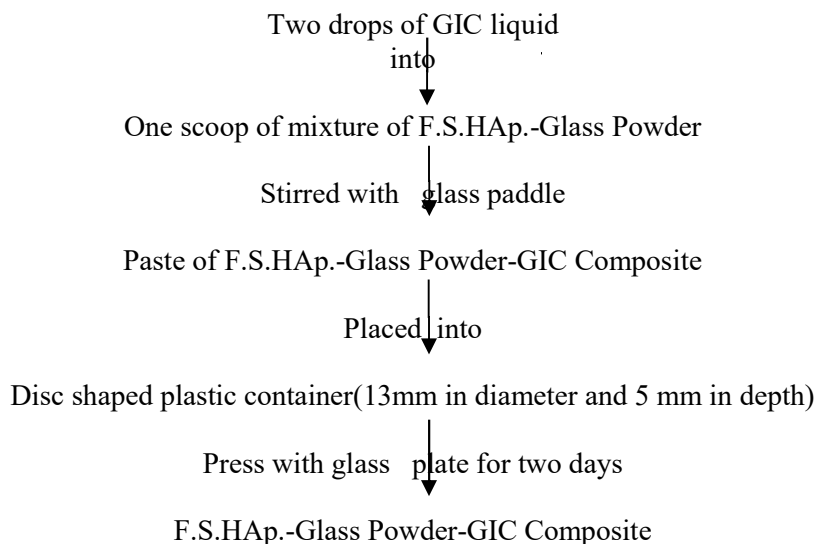 Two drops of GIC liquid
into
One scoop of mixture of F.S.HAp.-Glass Powder
Stirred with glass paddle
Paste of F.S.HAp.-Glass Powder-GIC Composite
Placed into
Disc shaped plastic container(13mm in diameter and 5 mm in depth)
Press with glass plate for two days
F.S.HAp.-Glass Powder-GIC Composite